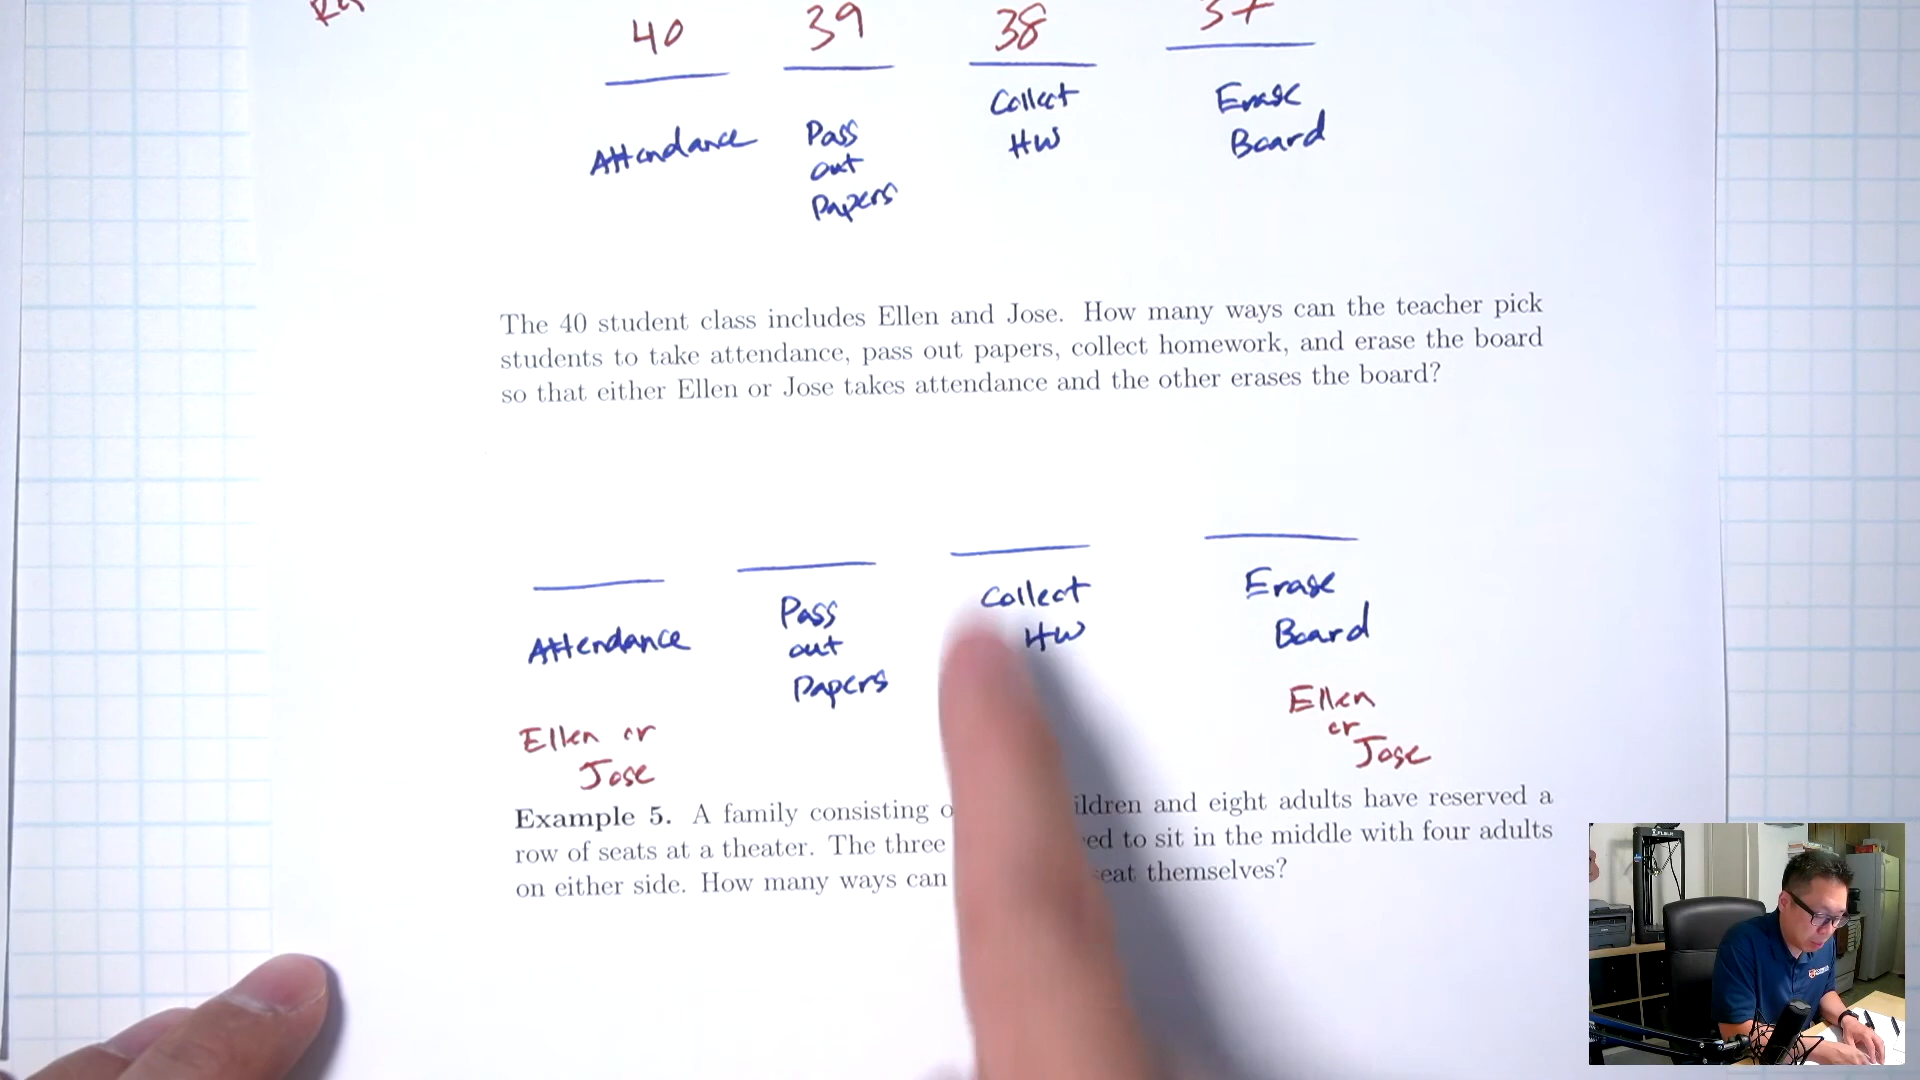 40 39 38 37
Attendance Pass out Papers Collect HW Erase Board
The 40 student class includes Ellen and Jose. How many ways can the teacher pick
students to take attendance, pass out papers, collect homework, and erase the board
so that either Ellen or Jose takes attendance and the other erases the board?
Attendance Pass out Papers Collect HW Erase Board
Ellen or
Jose
Ellen
or
Jose
Example 5. A family consisting and eight adults have reserved a
row of seats at a theater. The three to sit in the middle with four adults
on either side. How many ways can themselves?